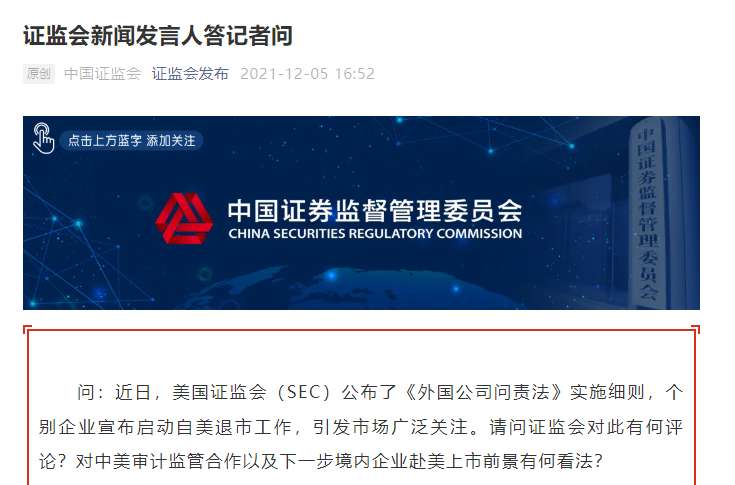 证监会新闻发言人答记者问
原创 中国证监会 证监会发布 2021-12-05 16:52
点击上方蓝字 添加关注
中国证券监督管理委员会
CHINA SECURITIES REGULATORY COMMISSION
中国证券监督管理委员会
问：近日，美国证监会（SEC）公布了《外国公司问责法》实施细则，个
别企业宣布启动自美退市工作，引发市场广泛关注。请问证监会对此有何评
论？对中美审计监管合作以及下一步境内企业赴美上市前景有何看法？